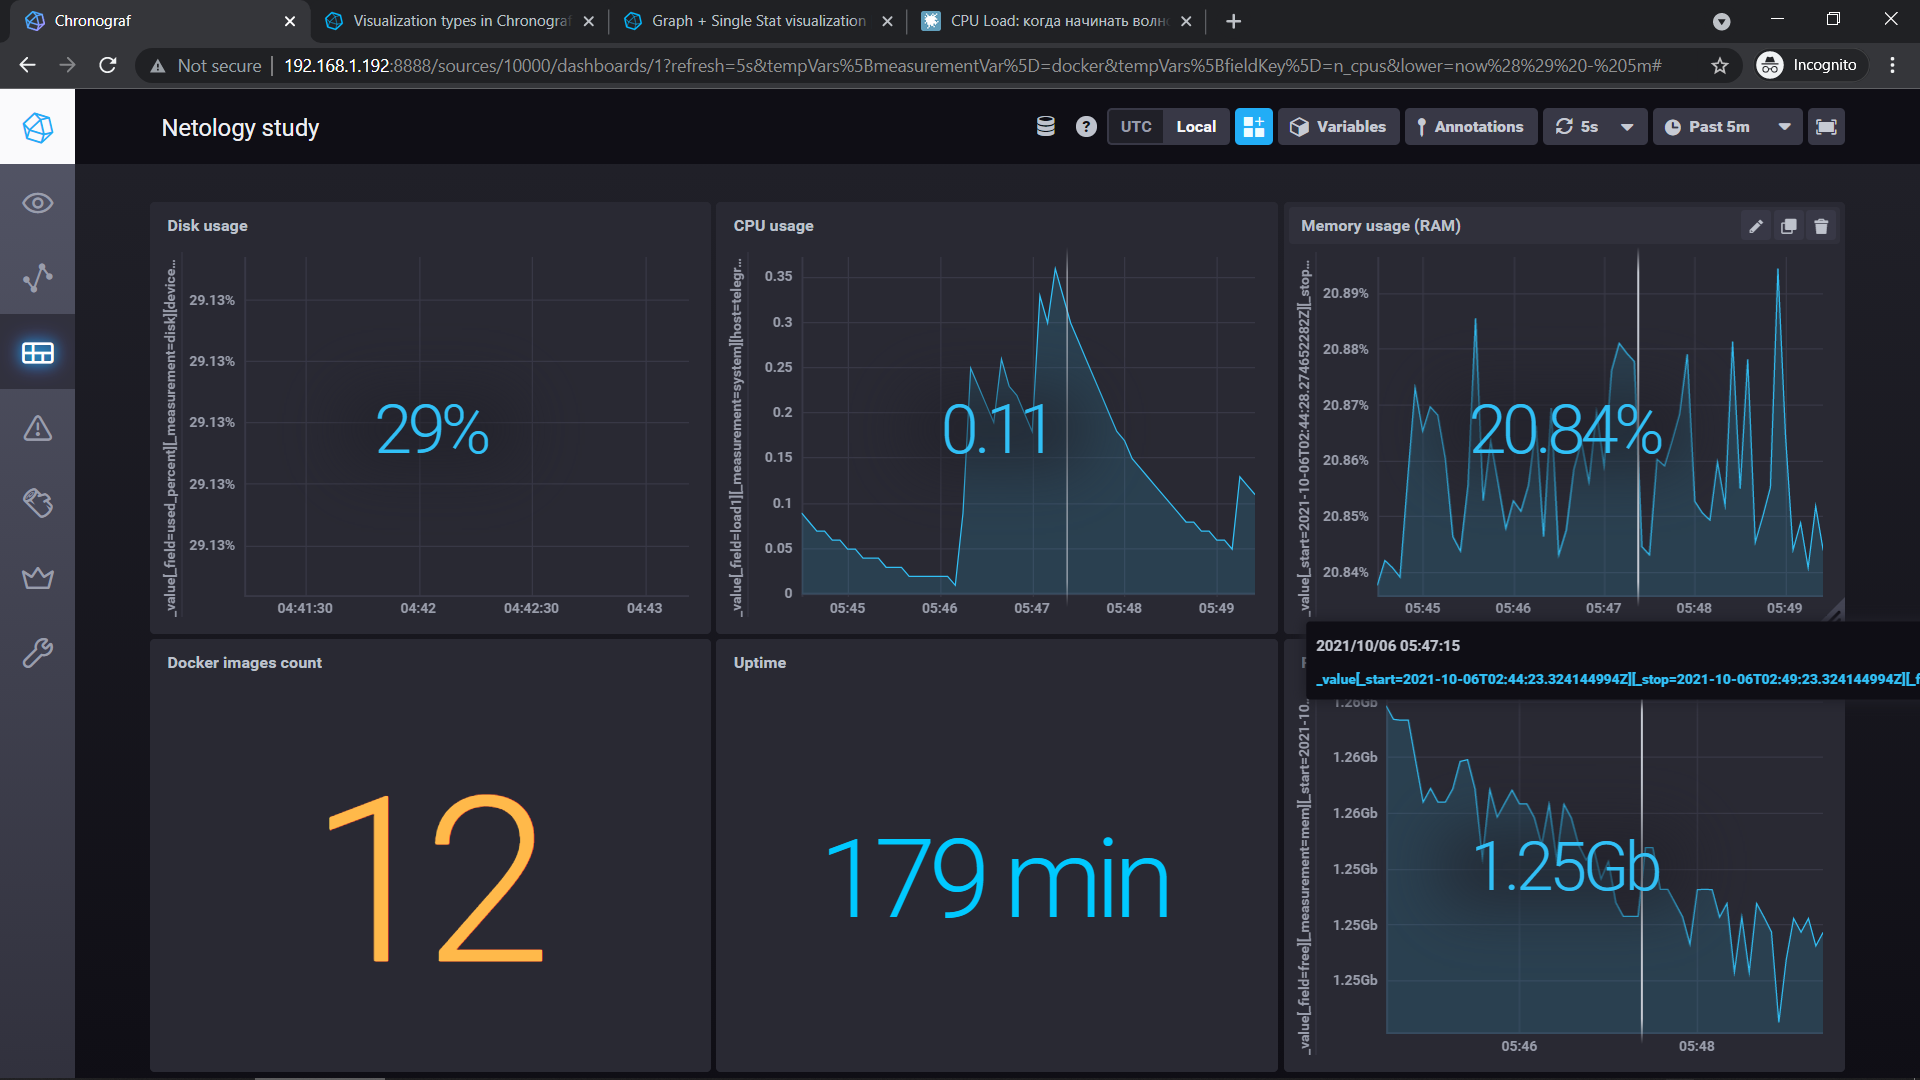 Chronograf
Visualization types in Chronograf
Graph + Single Stat visualization
CPU Load: когда начинать волно
Not secure
192.168.1.192:8888/sources/10000/dashboards/1?refresh=5s&tempVars%5BmeasurementVar%5D=docker&tempVars%5BfieldKey%5D=n_cpus&lower=now%28%29%20-%205m#
Incognito
Netology study
UTC
Local
Variables
Annotations
5s
Past 5m
Disk usage
_value[_field=used_percent][_measurement=disk][device...
29.13%
29.13%
29.13%
29.13%
29.13%
29%
04:41:30
04:42
04:42:30
04:43
CPU usage
_value[_field=load1][_measurement=system][host=telegr...
0.35
0.3
0.25
0.2
0.15
0.1
0.05
0
0.11
05:45
05:46
05:47
05:48
05:49
Memory usage (RAM)
_value[_start=2021-10-06T02:44:28.274652282Z][_stop...
20.89%
20.88%
20.87%
20.86%
20.85%
20.84%
20.84%
05:45
05:46
05:47
05:48
05:49
2021/10/06 05:47:15
_value[_start=2021-10-06T02:44:23.324144994Z][_stop=2021-10-06T02:49:23.324144994Z][_f
Docker images count
12
Uptime
179 min
_value[_field=free][_measurement=mem][_start=2021-10...
1.26Gb
1.26Gb
1.26Gb
1.25Gb
1.25Gb
1.25Gb
1.25Gb
05:46
05:48